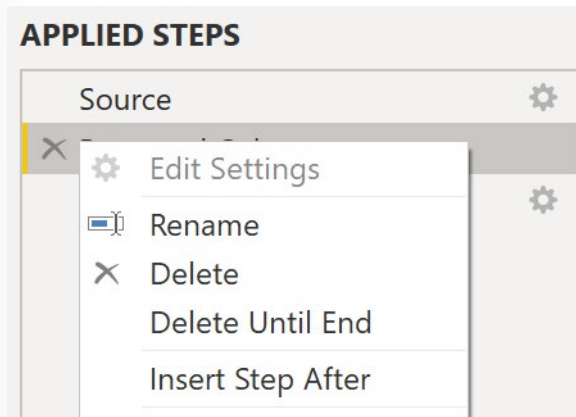 APPLIED STEPS
Source
Edit Settings
Rename
Delete
Delete Until End
Insert Step After